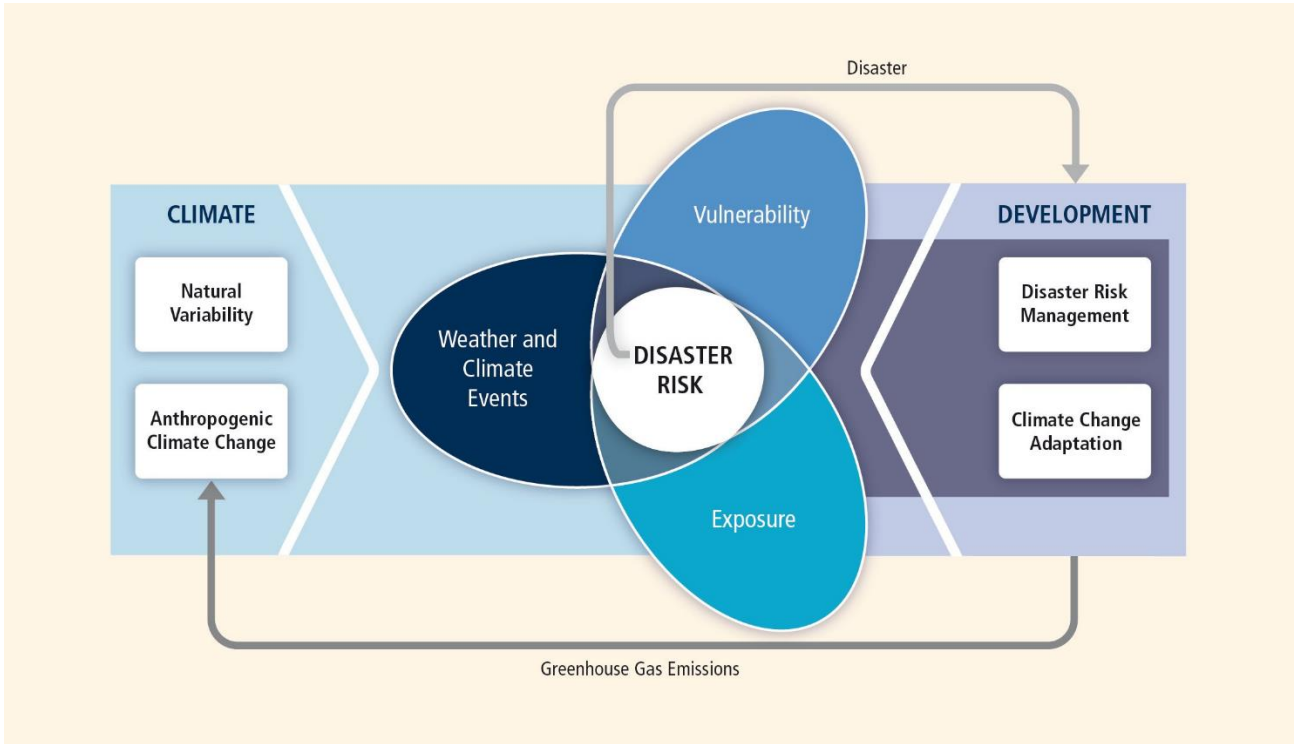 Disaster
CLIMATE
Natural
Variability
Anthropogenic
Climate Change
Weather and
Climate
Events
Vulnerability
DISASTER
RISK
Exposure
DEVELOPMENT
Disaster Risk
Management
Climate Change
Adaptation
Greenhouse Gas Emissions